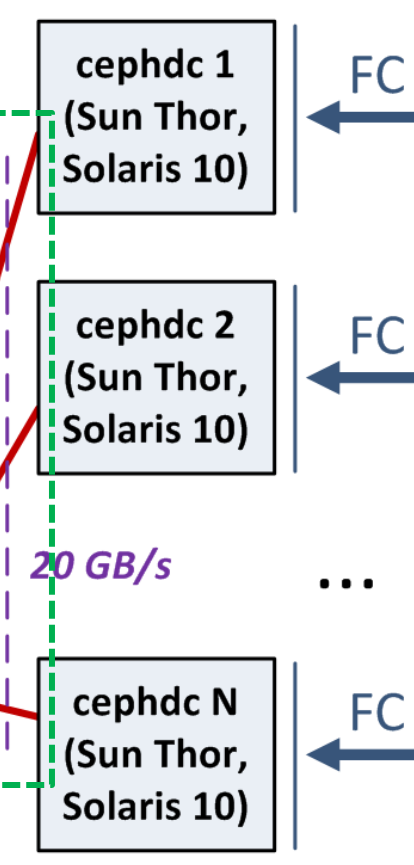 cephdc 1
(Sun Thor,
Solaris 10)
FC
cephdc 2
(Sun Thor,
Solaris 10)
FC
20 GB/s
...
cephdc N
(Sun Thor,
Solaris 10)
FC